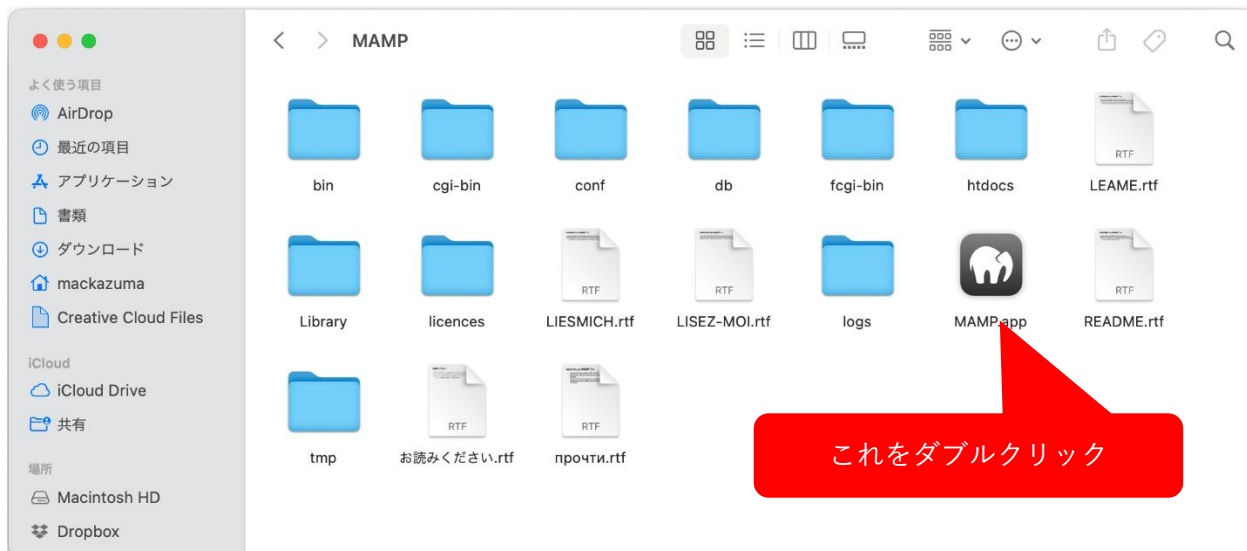 MAMP
よく使う項目
AirDrop
最近の項目
アプリケーション
書類
ダウンロード
mackazuma
Creative Cloud Files
iCloud
iCloud Drive
共有
場所
Macintosh HD
Dropbox
RTF
bin
cgi-bin
conf
db
fcgi-bin
htdocs
LEAME.rtf
RTF
RTF
RTF
Library
licences
LIESMICH.rtf
LISEZ-MOI.rtf
logs
MAMP.app
README.rtf
RTF
RTF
tmp
お読みください.rtf
прочти.rtf
これをダブルクリック